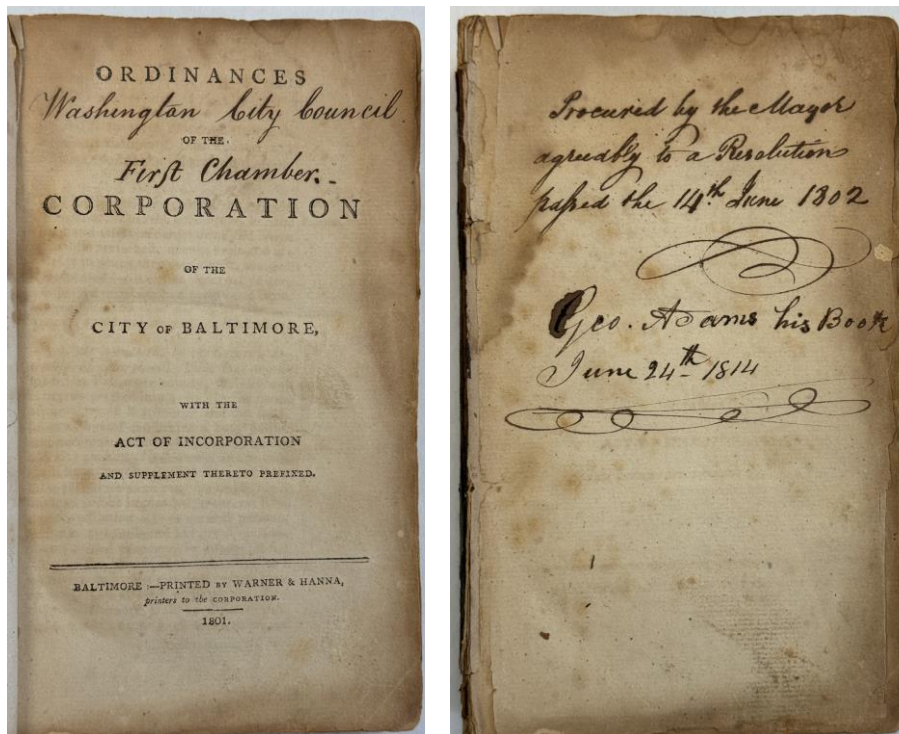 ORDINANCES
Washington City Council
OF THE
First Chamber.
CORPORATION
OF THE
CITY OF BALTIMORE,
WITH THE
ACT OF INCORPORATION
AND SUPPLEMENT THERETO PREFIXED.
BALTIMORE :—PRINTED BY WARNER & HANNA,
printers to the CORPORATION.
1801.
Procured by the Mayor
agreeably to a Resolution
passed the 14th June 1802
Geo. Adams his Book
June 24th 1814